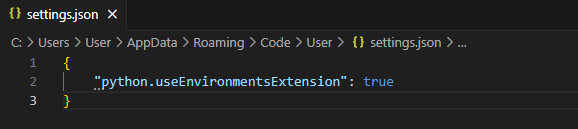 {} settings.json ×
C: > Users > User > AppData > Roaming > Code > User > {} settings.json > ...
1 {
2 "python.useEnvironmentsExtension": true
3 }